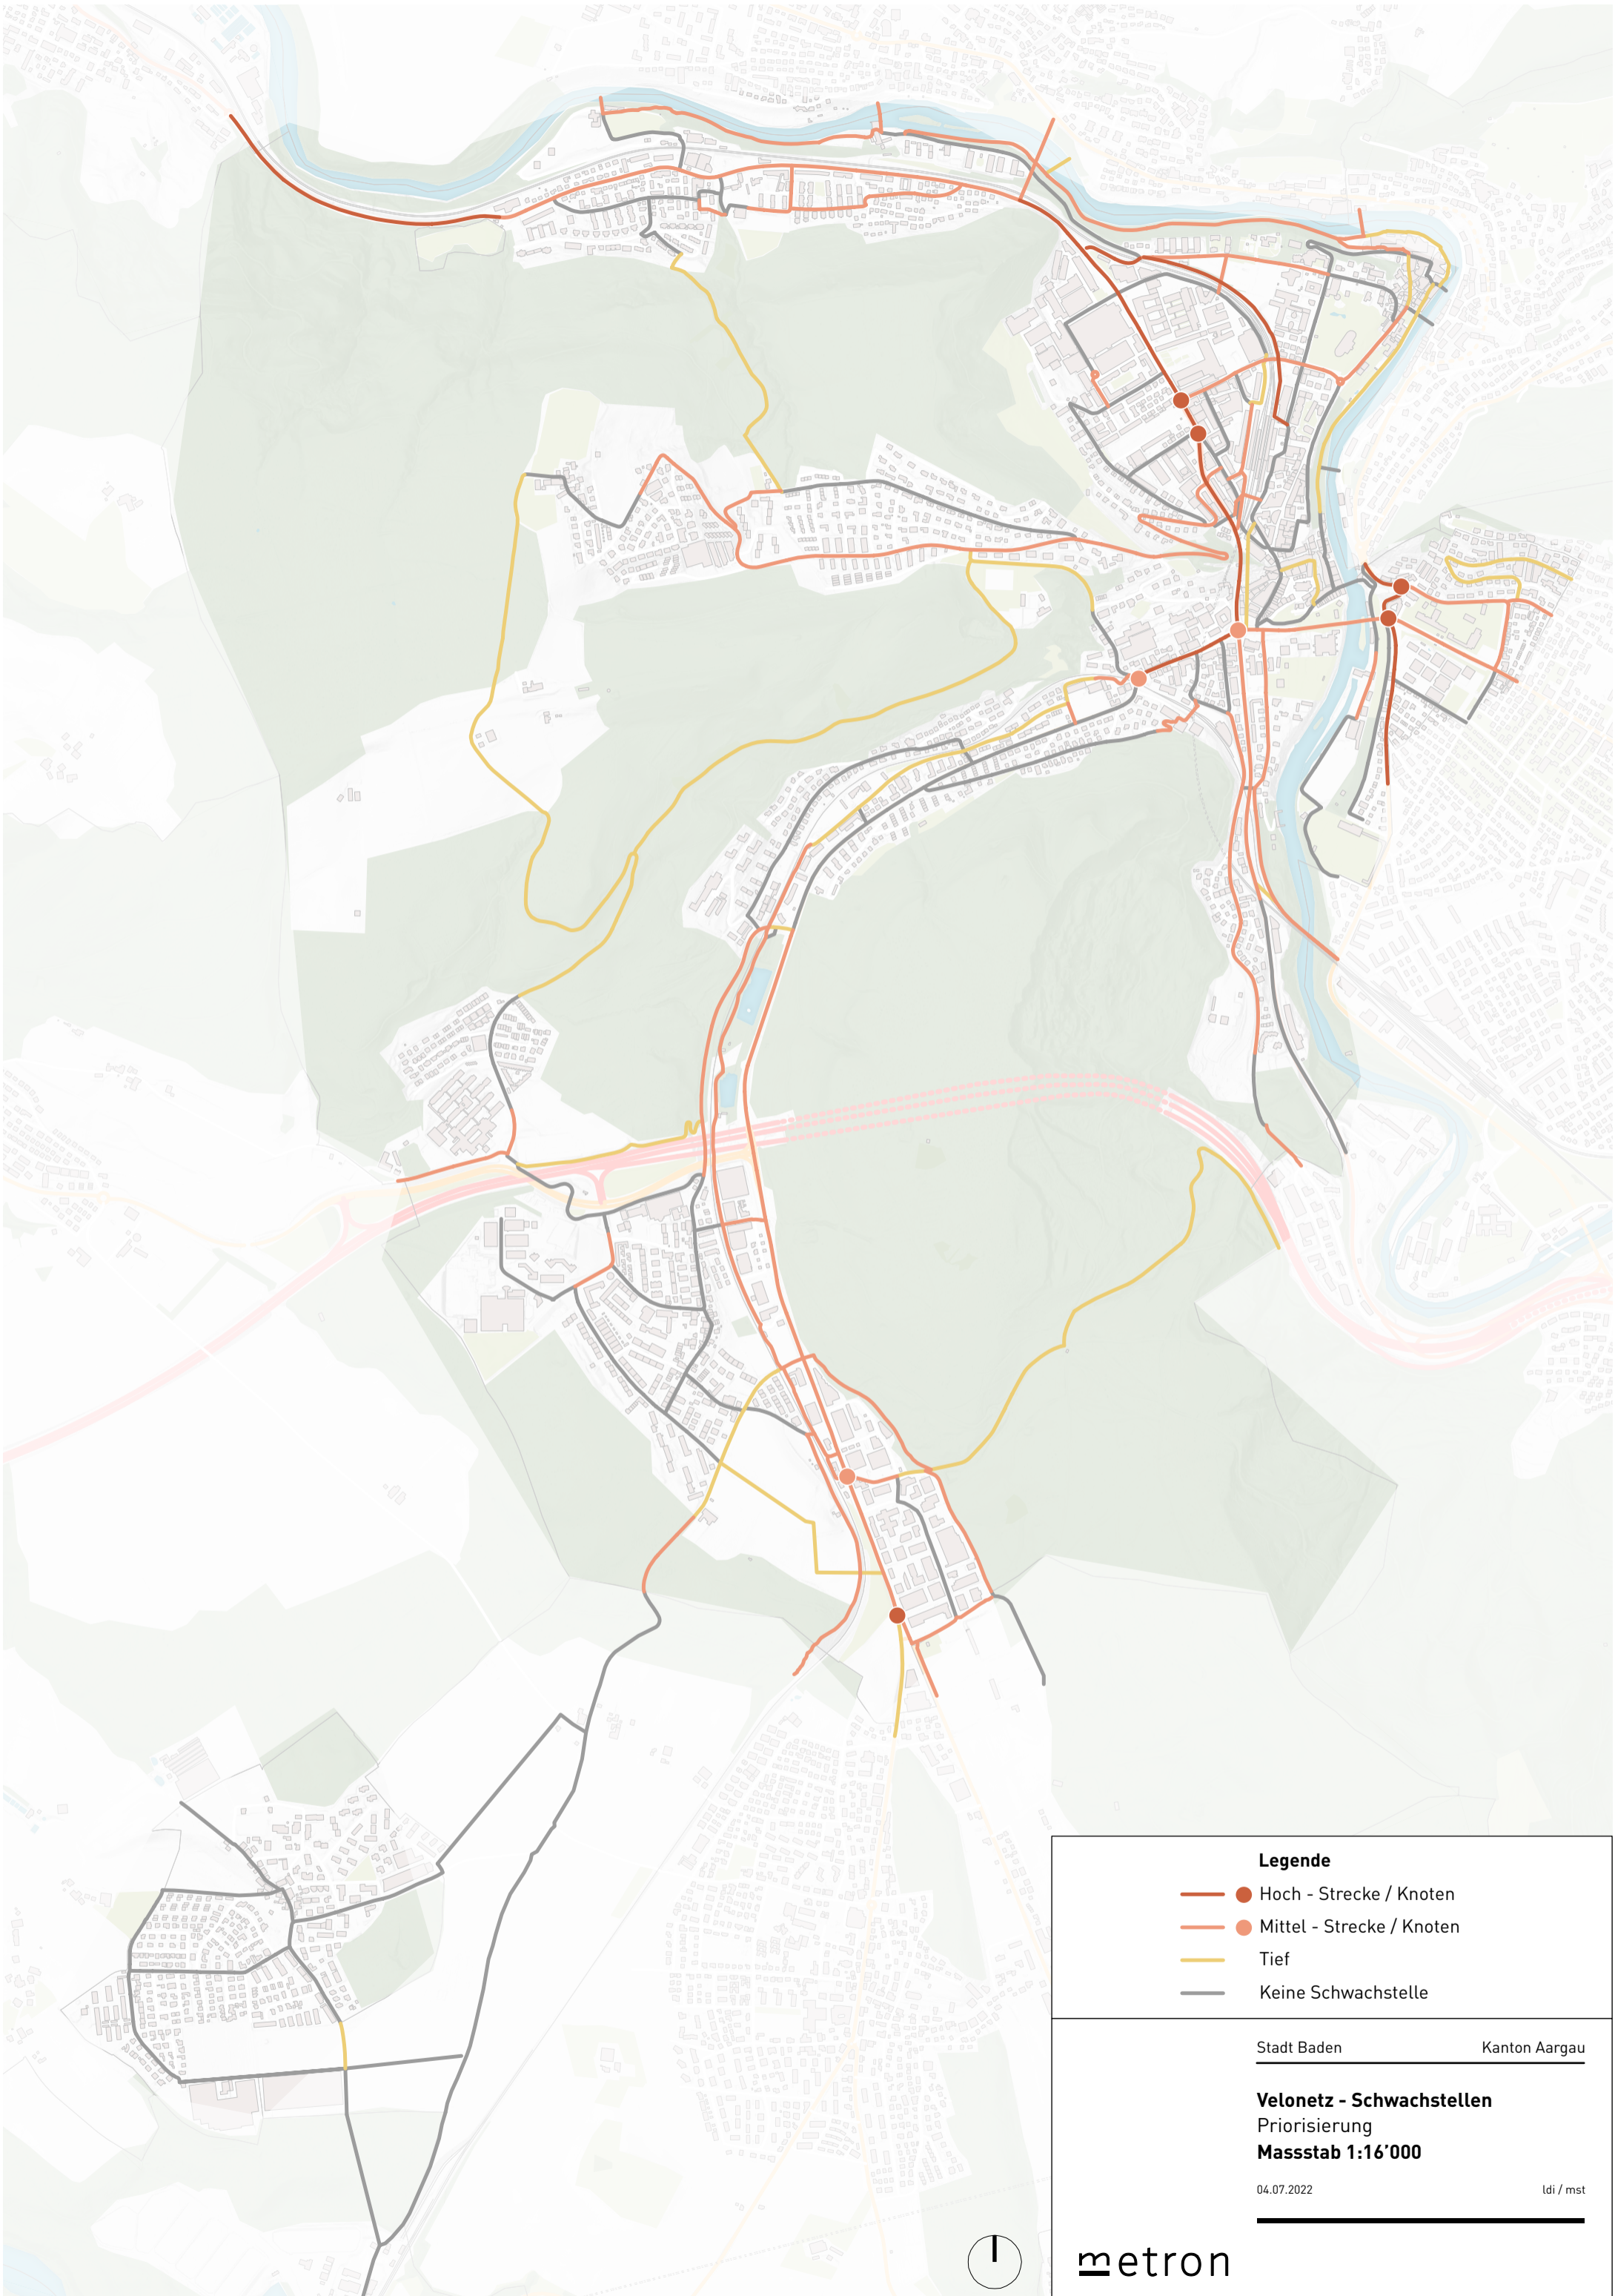 Legende
Hoch - Strecke / Knoten
Mittel - Strecke / Knoten
Tief
Keine Schwachstelle
Stadt Baden Kanton Aargau
Velonetz - Schwachstellen
Priorisierung
Massstab 1:16’000
04.07.2022 ldi / mst
metron